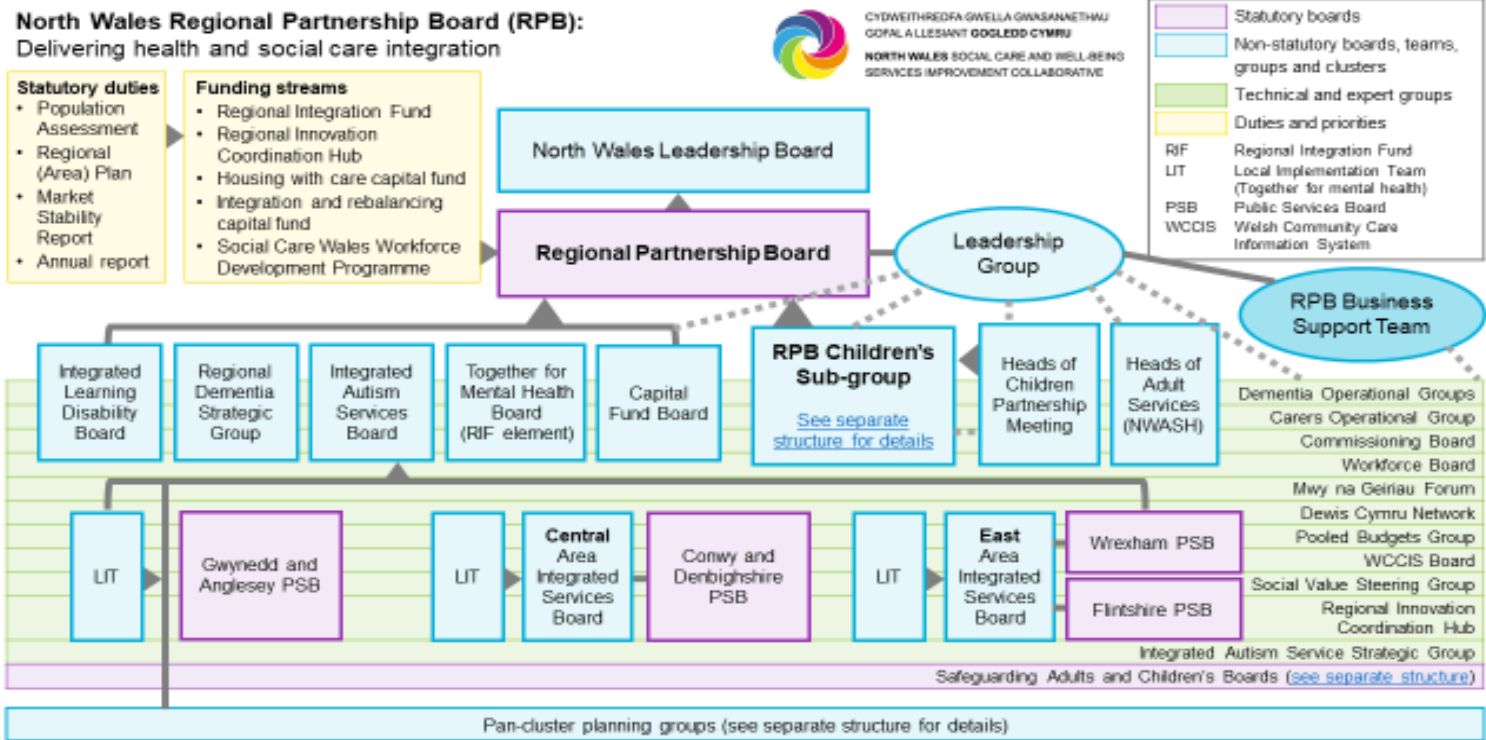 North Wales Regional Partnership Board (RPB):
Delivering health and social care integration
CYDWEITHREDFA GWELLA GWASANAETHAU
GOFAL A LLESIANT GOGLEDD CYMRU
NORTH WALES SOCIAL CARE AND WELL-BEING
SERVICES IMPROVEMENT COLLABORATIVE
Statutory boards
Non-statutory boards, teams,
groups and clusters
Technical and expert groups
Duties and priorities
RIF Regional Integration Fund
LIT Local Implementation Team
(Together for mental health)
PSB Public Services Board
WCCIS Welsh Community Care
Information System
Statutory duties
• Population
Assessment
• Regional
(Area) Plan
• Market
Stability
Report
• Annual report
Funding streams
• Regional Integration Fund
• Regional Innovation
Coordination Hub
• Housing with care capital fund
• Integration and rebalancing
capital fund
• Social Care Wales Workforce
Development Programme
North Wales Leadership Board
Regional Partnership Board
Leadership
Group
RPB Business
Support Team
Integrated
Learning
Disability
Board
Regional
Dementia
Strategic
Group
Integrated
Autism
Services
Board
Together for
Mental Health
Board
(RIF element)
Capital
Fund Board
RPB Children's
Sub-group
See separate
structure for details
Heads of
Children
Partnership
Meeting
Heads of
Adult
Services
(NWASH)
Dementia Operational Groups
Carers Operational Group
Commissioning Board
Workforce Board
Mwy na Geiriau Forum
Dewis Cymru Network
Pooled Budgets Group
WCCIS Board
Social Value Steering Group
Regional Innovation
Coordination Hub
Integrated Autism Service Strategic Group
Safeguarding Adults and Children's Boards (see separate structure)
LIT
Gwynedd and
Anglesey PSB
LIT
Central
Area
Integrated
Services
Board
Conwy and
Denbighshire
PSB
LIT
East
Area
Integrated
Services
Board
Wrexham PSB
Flintshire PSB
Pan-cluster planning groups (see separate structure for details)